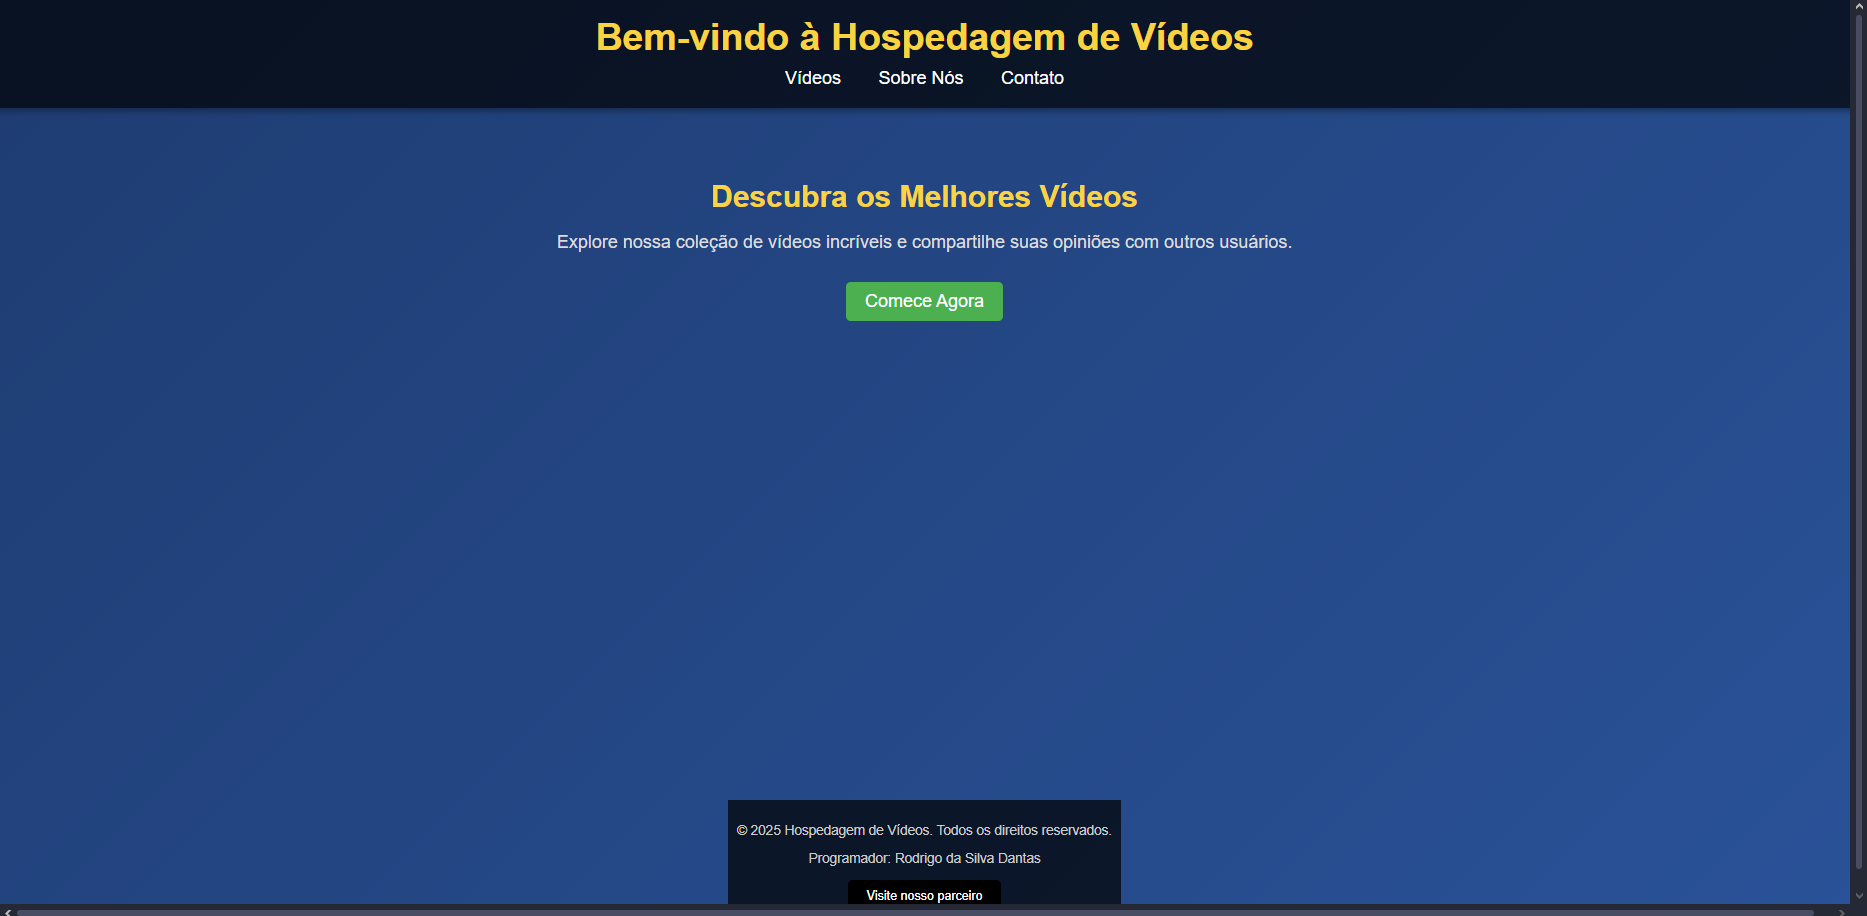 Bem-vindo à Hospedagem de Vídeos
Vídeos Sobre Nós Contato
Descubra os Melhores Vídeos
Explore nossa coleção de vídeos incríveis e compartilhe suas opiniões com outros usuários.
Comece Agora
© 2025 Hospedagem de Vídeos. Todos os direitos reservados.
Programador: Rodrigo da Silva Dantas
Visite nosso parceiro